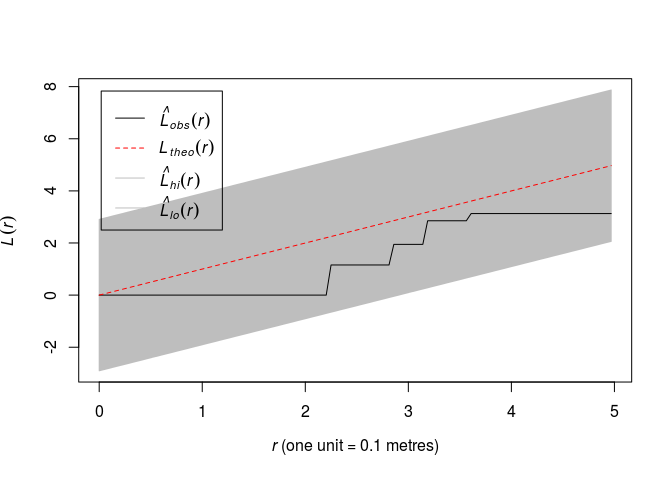 L̂obs(r)
Ltheo(r)
L̂hi(r)
L̂lo(r)
8
6
4
2
0
-2
L(r)
0 1 2 3 4 5
r (one unit = 0.1 metres)